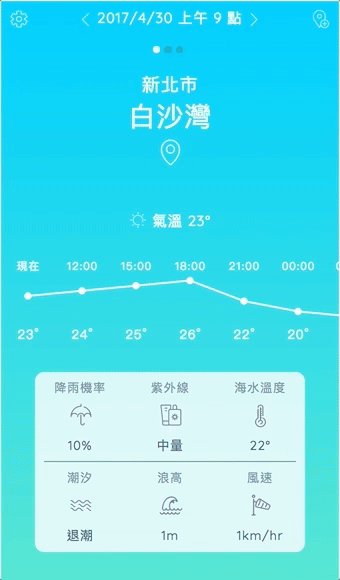 2017/4/30 上午 9 點
新北市
白沙灣
氣溫 23°
現在 12:00 15:00 18:00 21:00 00:00
23° 24° 25° 26° 22° 20°
降雨機率 紫外線 海水溫度
10% 中量 22°
潮汐 浪高 風速
退潮 1m 1km/hr